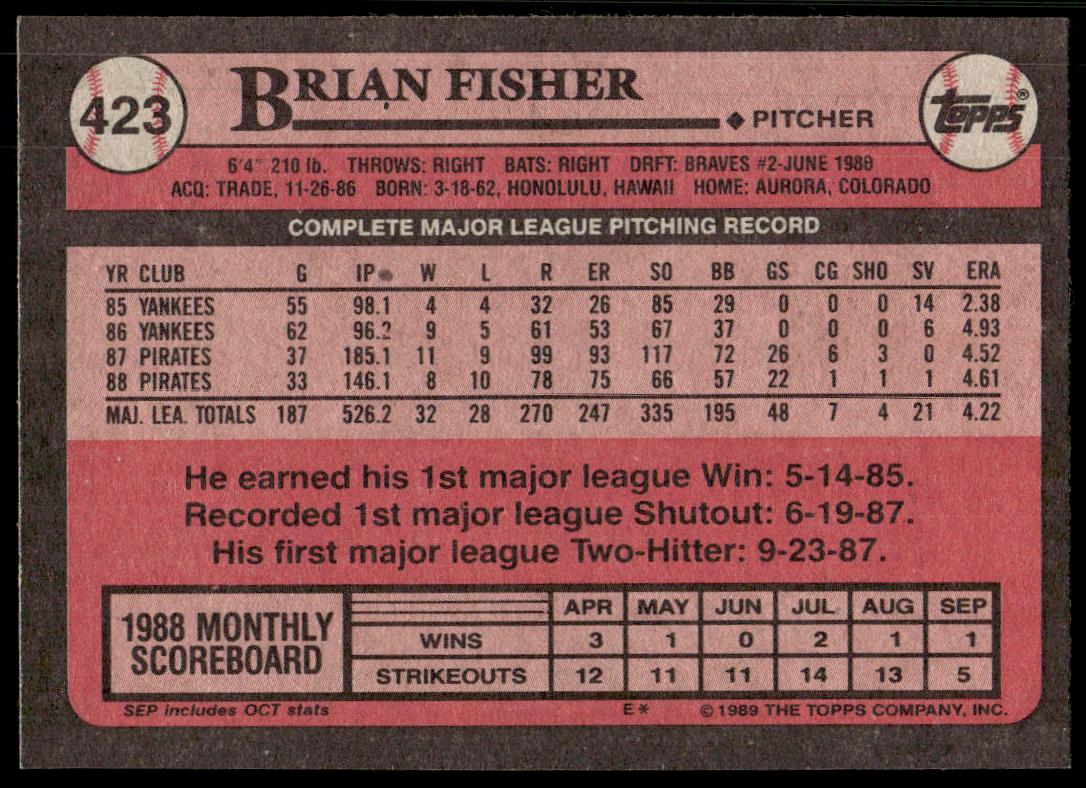 423
BRIAN FISHER
PITCHER
TOPPS®
6'4" 210 lb. THROWS: RIGHT BATS: RIGHT DRFT: BRAVES #2-JUNE 1980
ACQ: TRADE, 11-26-86 BORN: 3-18-62, HONOLULU, HAWAII HOME: AURORA, COLORADO
COMPLETE MAJOR LEAGUE PITCHING RECORD
YR CLUB G IP W L R ER SO BB GS CG SHO SV ERA
85 YANKEES 55 98.1 4 4 32 26 85 29 0 0 0 14 2.38
86 YANKEES 62 96.2 9 5 61 53 67 37 0 0 0 6 4.93
87 PIRATES 37 185.1 11 9 99 93 117 72 26 6 3 0 4.52
88 PIRATES 33 146.1 8 10 78 75 66 57 22 1 1 1 4.61
MAJ. LEA. TOTALS 187 526.2 32 28 270 247 335 195 48 7 4 21 4.22
He earned his 1st major league Win: 5-14-85.
Recorded 1st major league Shutout: 6-19-87.
His first major league Two-Hitter: 9-23-87.
1988 MONTHLY
SCOREBOARD
APR MAY JUN JUL AUG SEP
WINS 3 1 0 2 1 1
STRIKEOUTS 12 11 11 14 13 5
SEP includes OCT stats
E* © 1989 THE TOPPS COMPANY, INC.